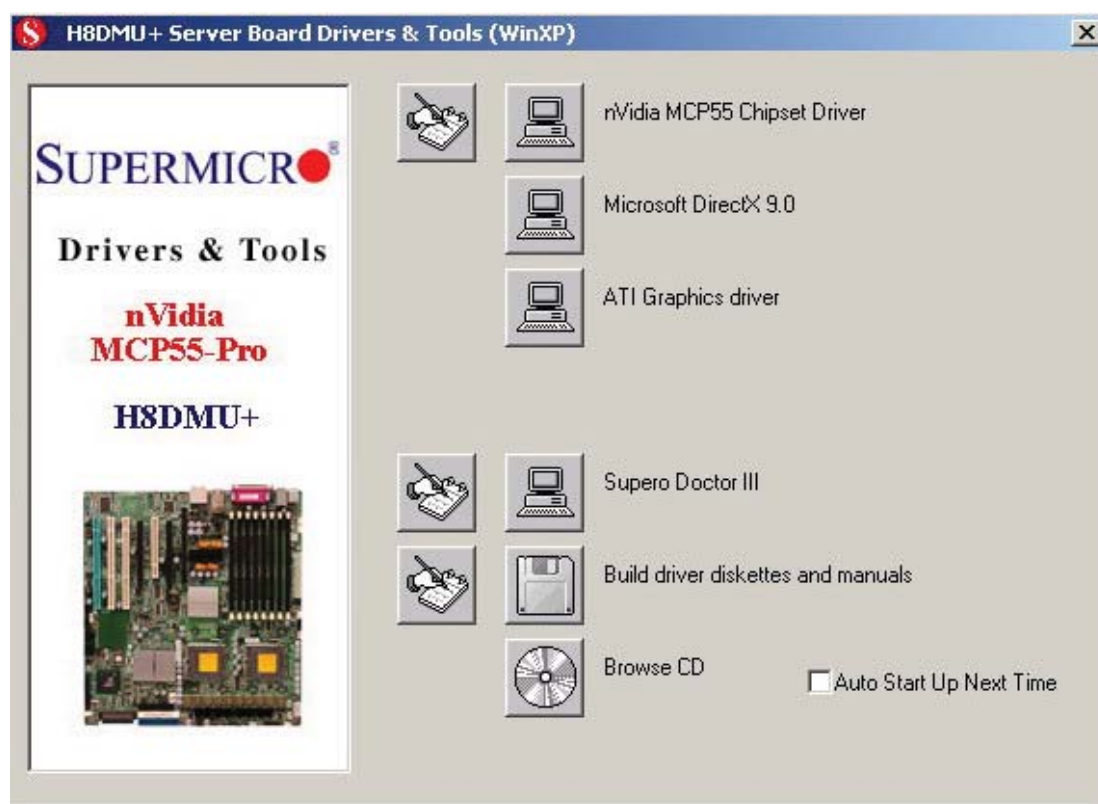 H8DMU+ Server Board Drivers & Tools (WinXP)
SUPERMICRO®
Drivers & Tools
nVidia
MCP55-Pro
H8DMU+
nVidia MCP55 Chipset Driver
Microsoft DirectX 9.0
ATI Graphics driver
Supero Doctor III
Build driver diskettes and manuals
Browse CD
Auto Start Up Next Time